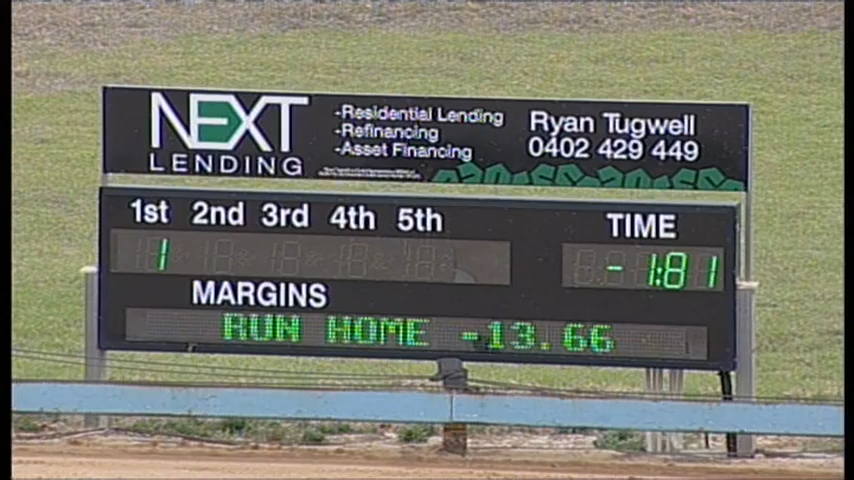 NEXT
LENDING
-Residential Lending
-Refinancing
-Asset Financing
Ryan Tugwell
0402 429 449
1st 2nd 3rd 4th 5th TIME
1 -1:81
MARGINS
RUN HOME -13.66